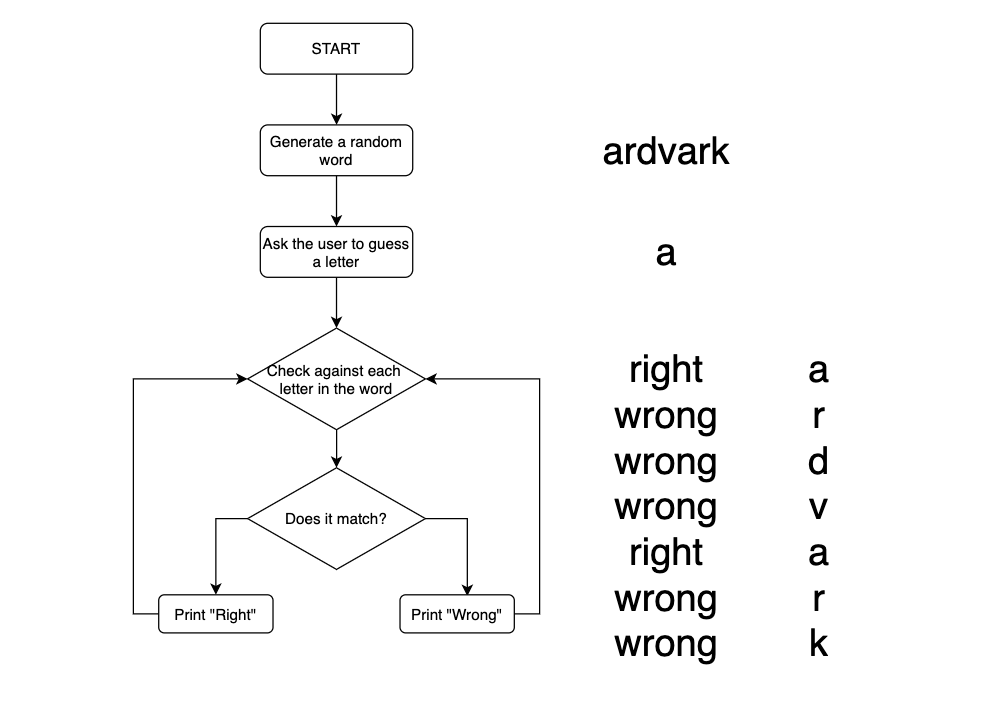 START
Generate a random
word
ardvark
Ask the user to guess
a letter
a
Check against each
letter in the word
right a
wrong r
wrong d
wrong v
right a
wrong r
wrong k
Does it match?
Print "Right"
Print "Wrong"